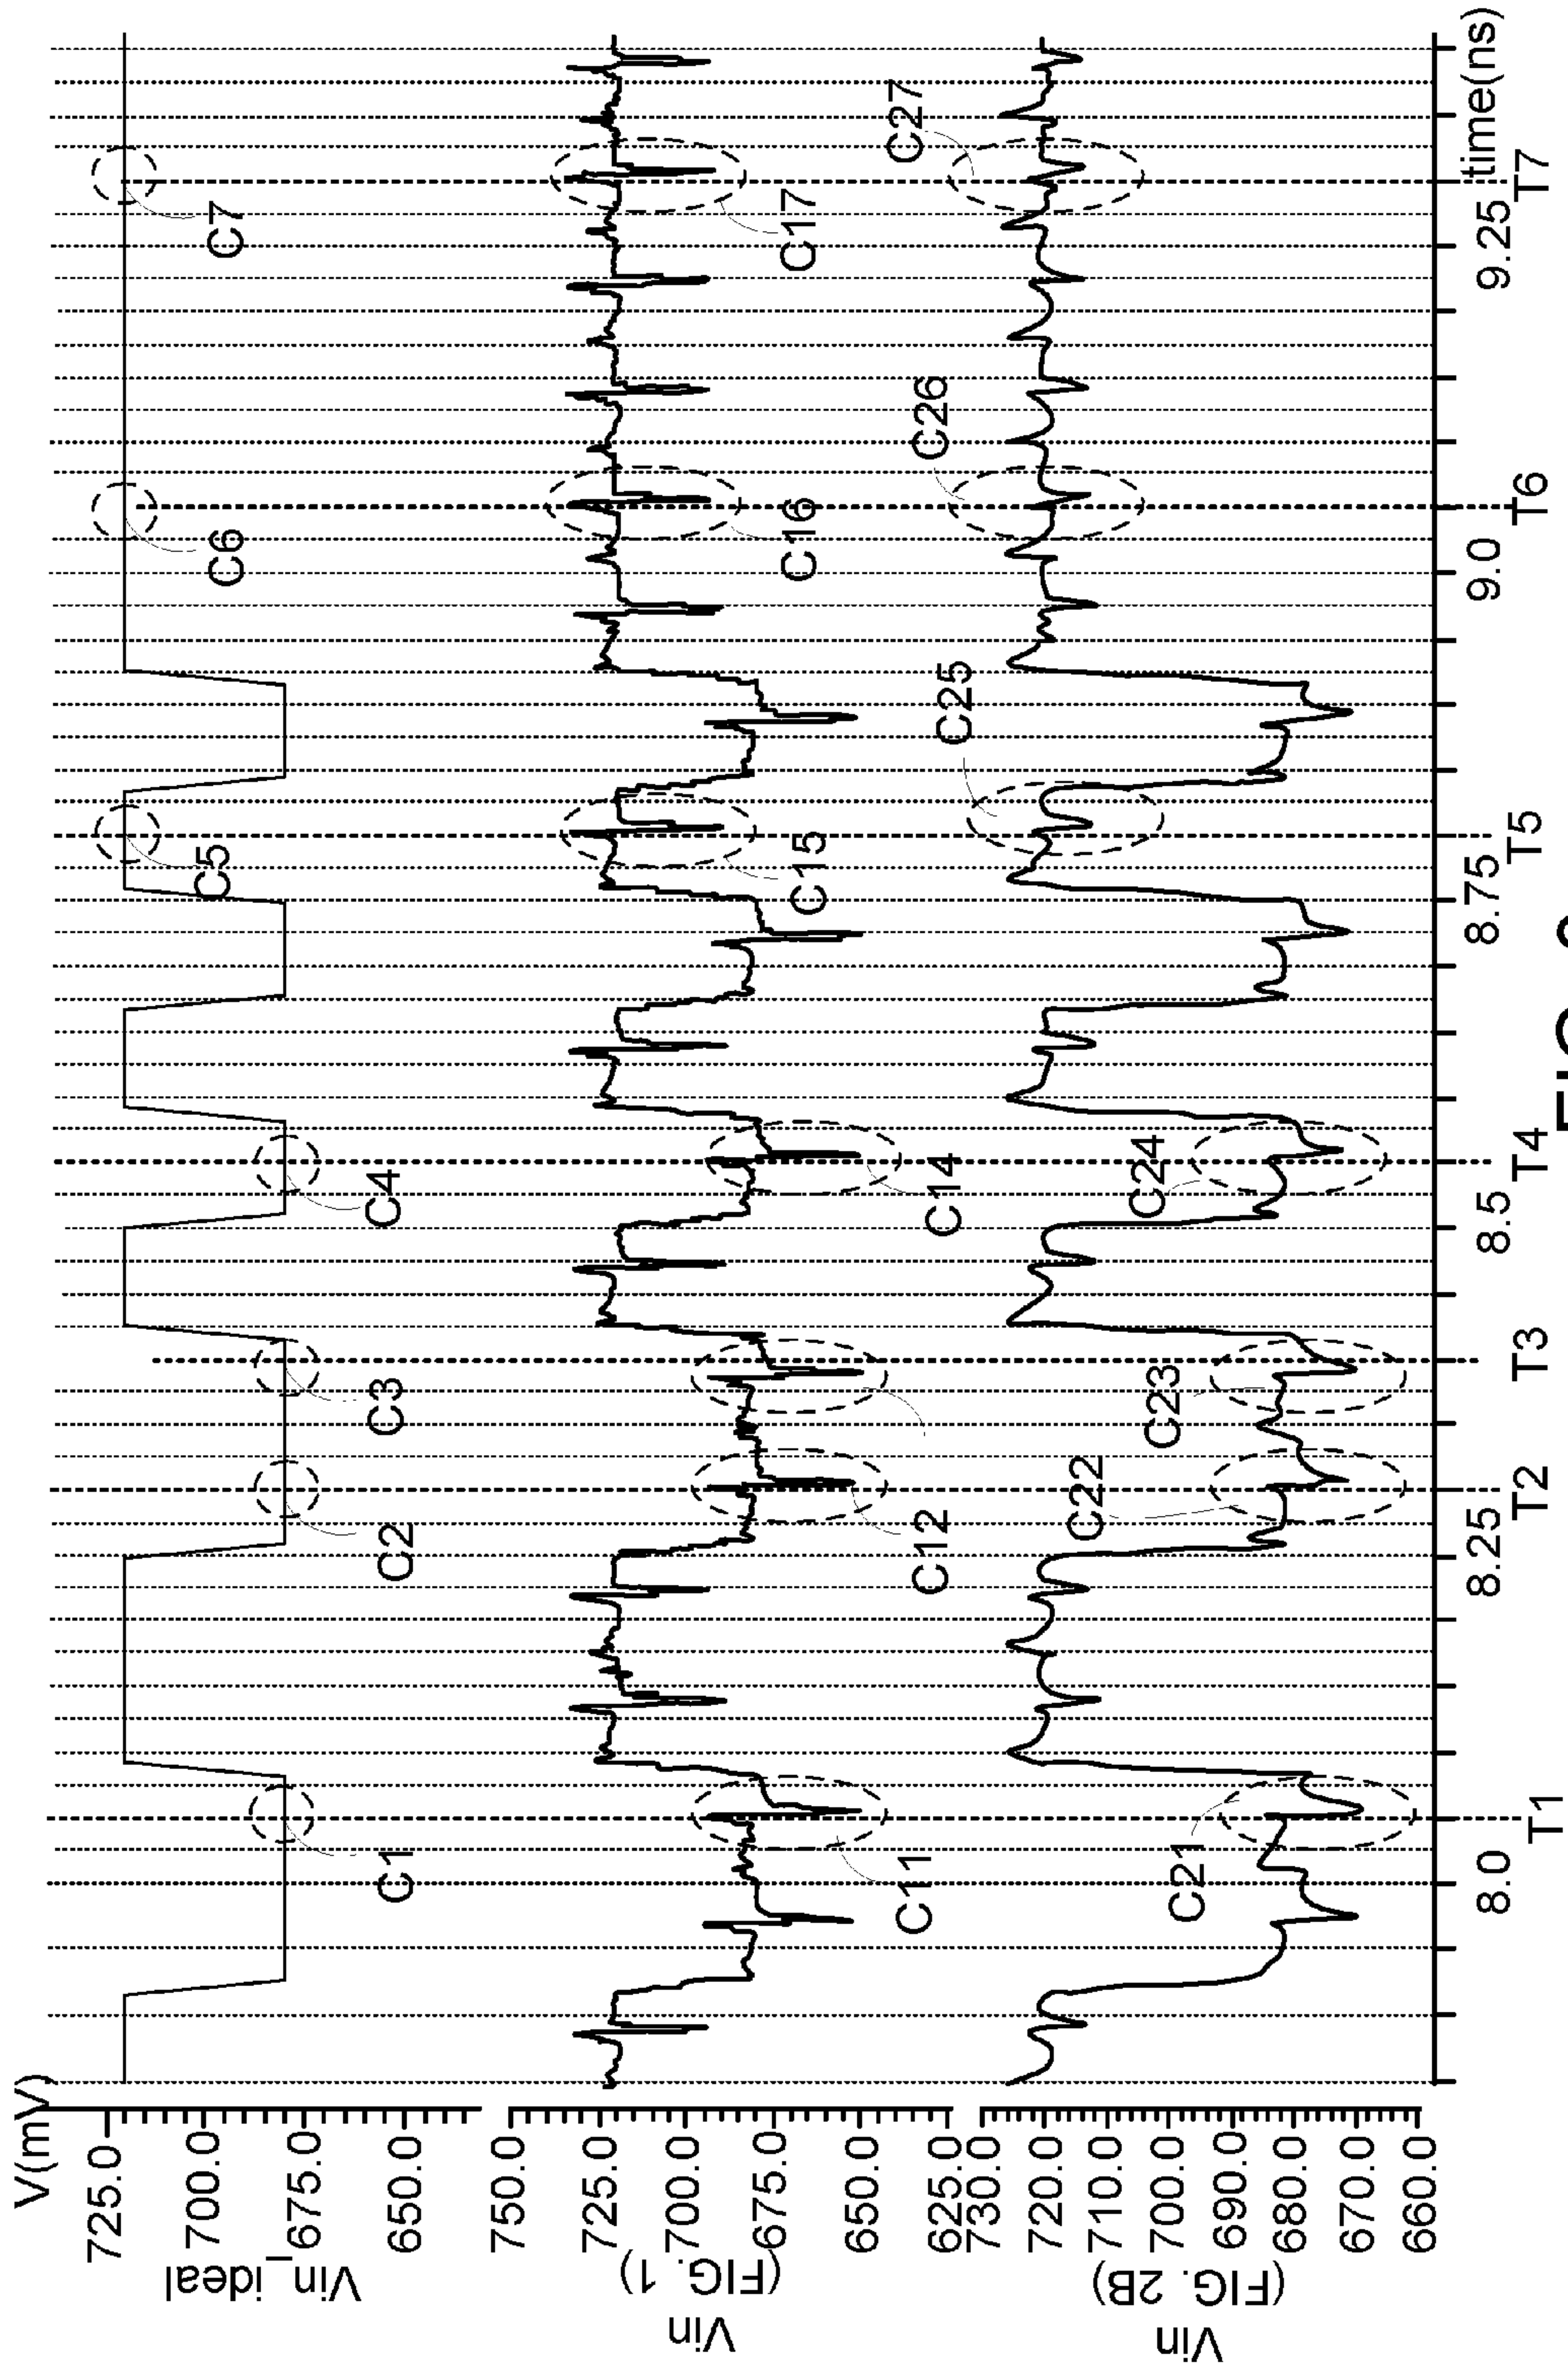 V(mV)
725.0
700.0
675.0
650.0
Vin_ideal
C1
C2
C3
C4
C5
C6
C7
750.0
725.0
700.0
675.0
650.0
625.0
Vin
(FIG. 1)
C11
C12
C14
C15
C16
C17
730.0
720.0
710.0
700.0
690.0
680.0
670.0
660.0
Vin
(FIG. 2B)
C21
C22
C23
C24
C25
C26
C27
8.0
8.25
8.5
8.75
9.0
9.25
time(ns)
T1
T2
T3
T4
T5
T6
T7